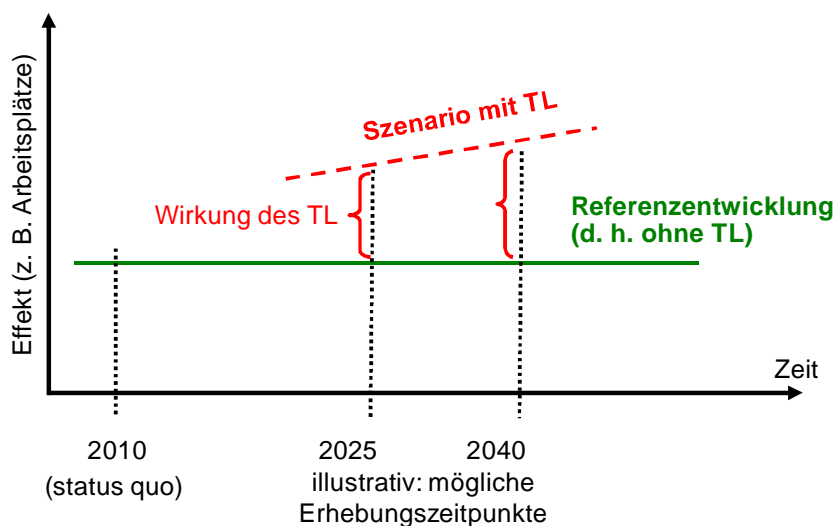 Effekt (z. B. Arbeitsplätze)
Szenario mit TL
Wirkung des TL
Referenzentwicklung
(d. h. ohne TL)
Zeit
2010
(status quo)
2025
2040
illustrativ: mögliche
Erhebungszeitpunkte